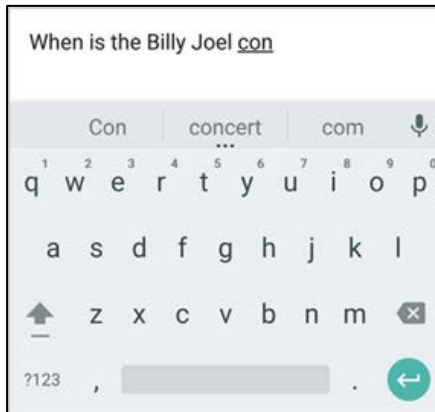 When is the Billy Joel con
Con concert com
1 2 3 4 5 6 7 8 9 0
q w e r t y u i o p
a s d f g h j k l
z x c v b n m
?123 , .